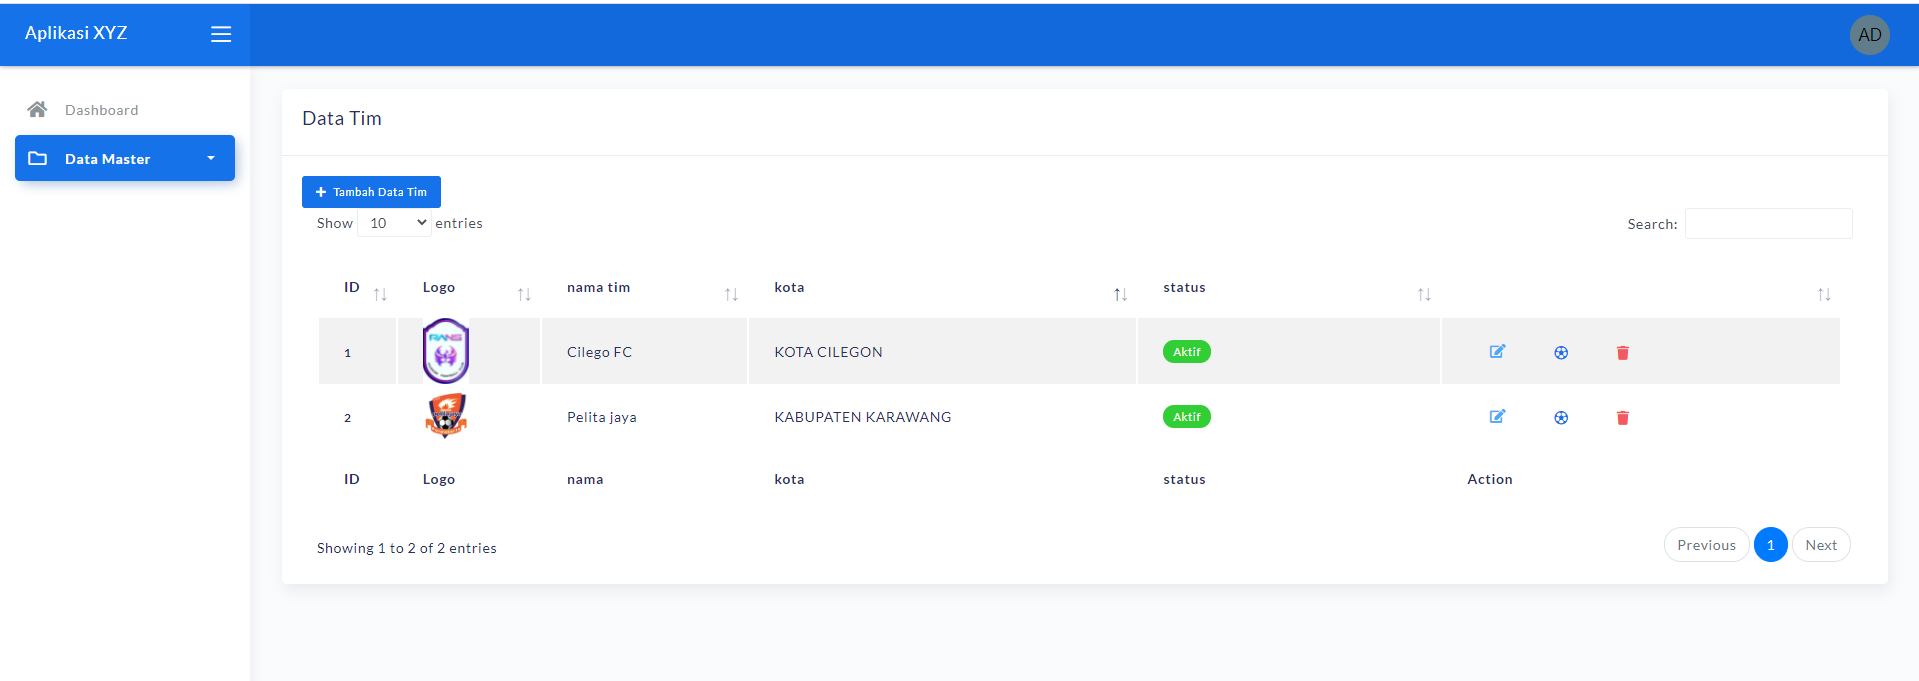 Aplikasi XYZ
AD
Dashboard
Data Master
Data Tim
+ Tambah Data Tim
Show 10 entries
Search:
ID Logo nama tim kota status
RANS
1 Cilego FC KOTA CILEGON Aktif
2 Pelita jaya KABUPATEN KARAWANG Aktif
ID Logo nama kota status Action
Showing 1 to 2 of 2 entries
Previous 1 Next